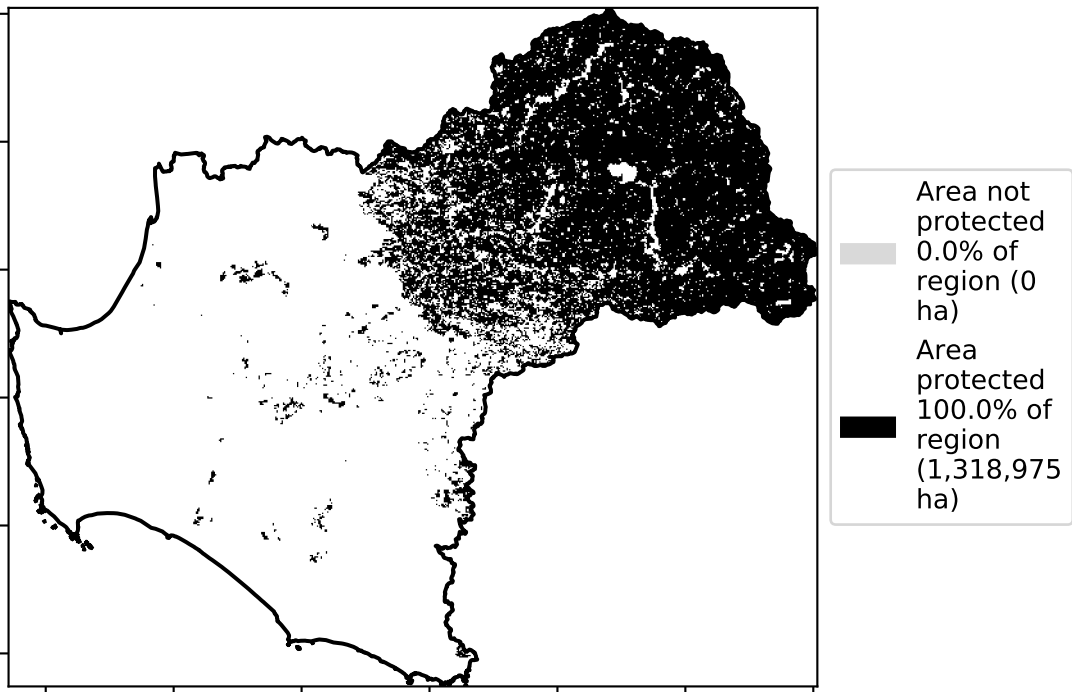 Area not
protected
0.0% of
region (0
ha)
Area
protected
100.0% of
region
(1,318,975
ha)